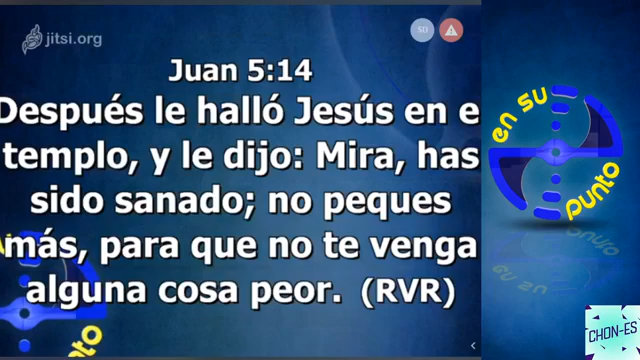 jitsi.org
SD
Juan 5:14
Después le halló Jesús en e
templo, y le dijo: Mira, has
sido sanado; no peques
más, para que no te venga
alguna cosa peor. (RVR)
en su
punto
CHON-ES